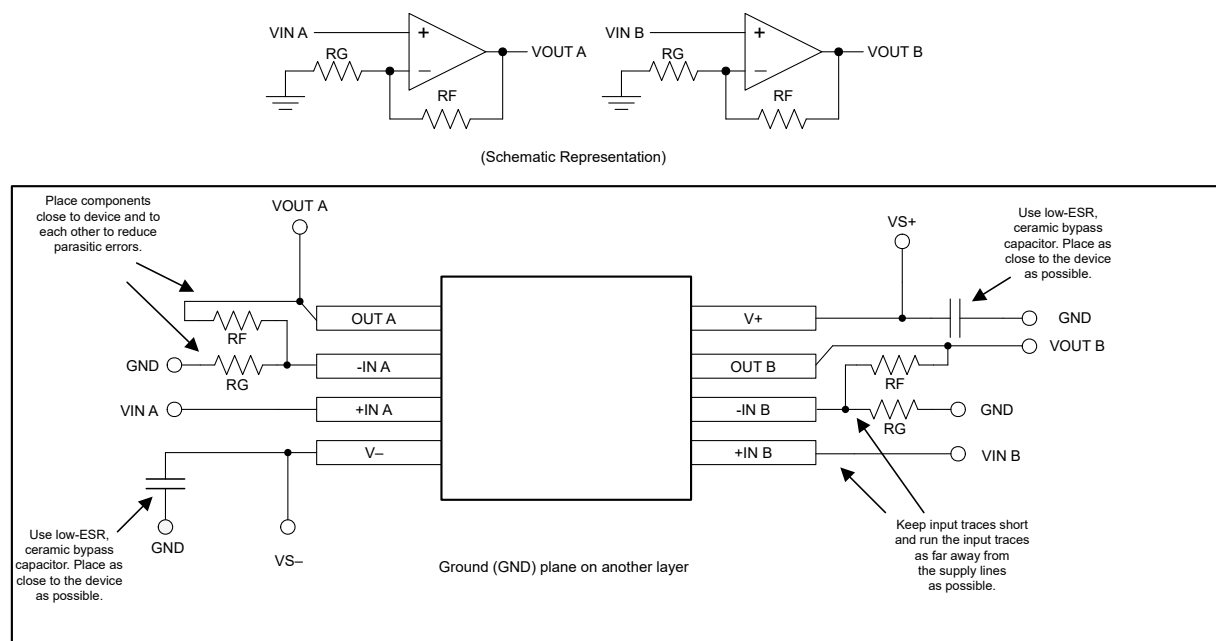 VIN A
+
RG
VOUT A
–
RF
VIN B
+
RG
VOUT B
–
RF
(Schematic Representation)
Place components
close to device and to
each other to reduce
parasitic errors.
VOUT A
VS+
Use low-ESR,
ceramic bypass
capacitor. Place as
close to the device
as possible.
OUT A
V+
GND
RF
VOUT B
GND
-IN A
OUT B
RG
RF
VIN A
+IN A
-IN B
GND
RG
V–
+IN B
VIN B
Use low-ESR,
ceramic bypass
capacitor. Place as
close to the device
as possible.
GND
VS–
Ground (GND) plane on another layer
Keep input traces short
and run the input traces
as far away from
the supply lines
as possible.